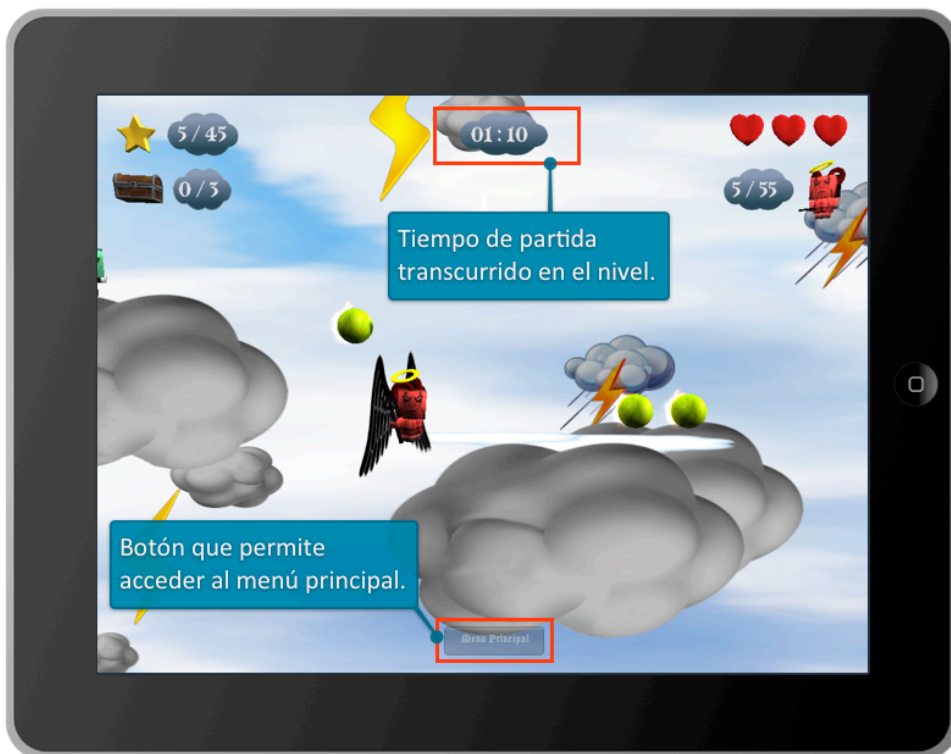 5 / 45
01:10
0 / 3
5 / 55
Tiempo de partida
transcurrido en el nivel.
Botón que permite
acceder al menú principal.
Menu Principal